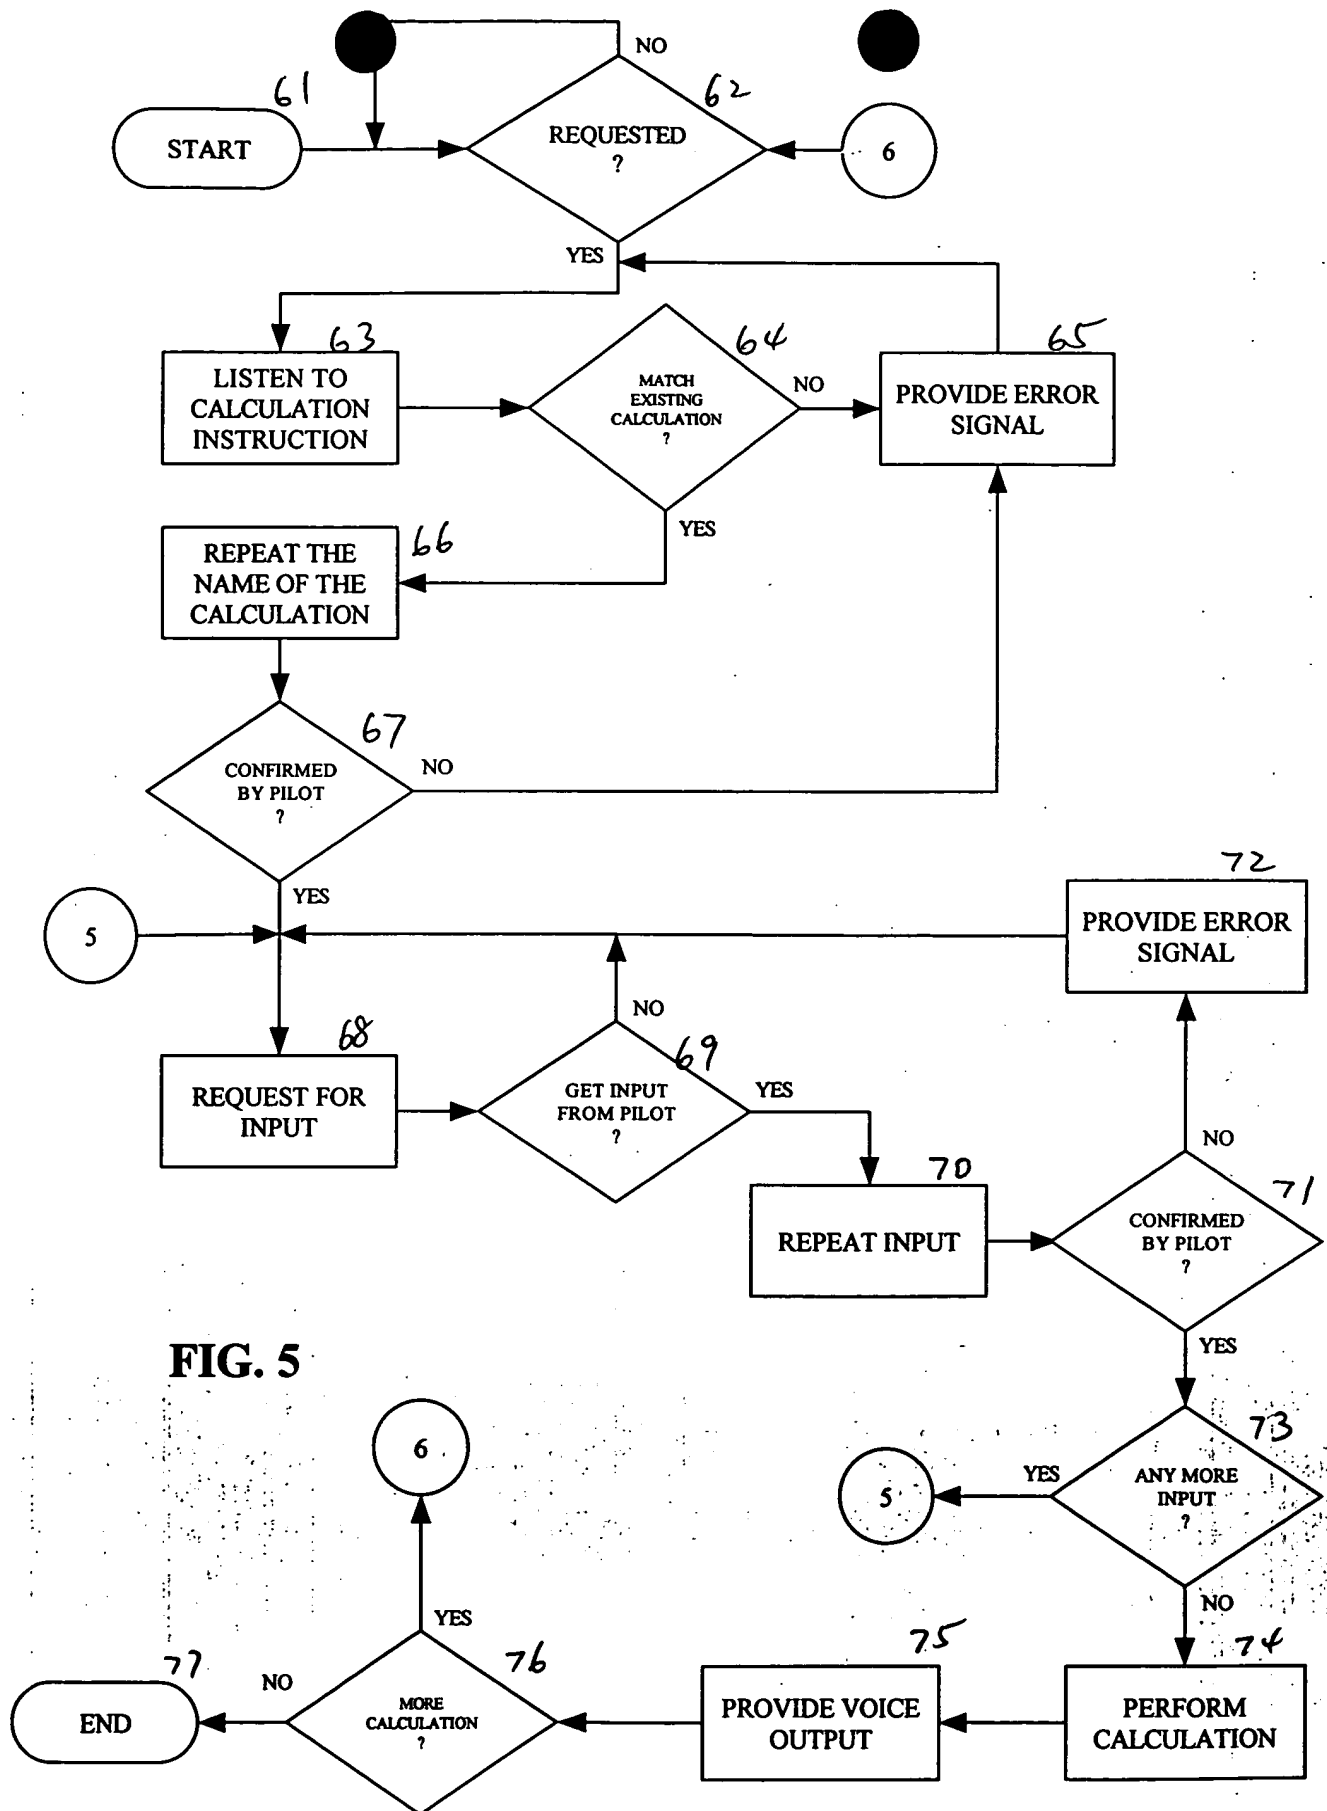 NO
61
62
START
REQUESTED
?
6
YES
63
64
65
LISTEN TO
CALCULATION
INSTRUCTION
MATCH
EXISTING
CALCULATION
?
NO
PROVIDE ERROR
SIGNAL
YES
66
REPEAT THE
NAME OF THE
CALCULATION
67
CONFIRMED
BY PILOT
?
NO
YES
72
5
PROVIDE ERROR
SIGNAL
NO
68
69
REQUEST FOR
INPUT
GET INPUT
FROM PILOT
?
YES
NO
70
71
REPEAT INPUT
CONFIRMED
BY PILOT
?
YES
FIG. 5
6
73
5
YES
ANY MORE
INPUT
?
NO
YES
75
74
77
NO
76
END
MORE
CALCULATION
?
PROVIDE VOICE
OUTPUT
PERFORM
CALCULATION